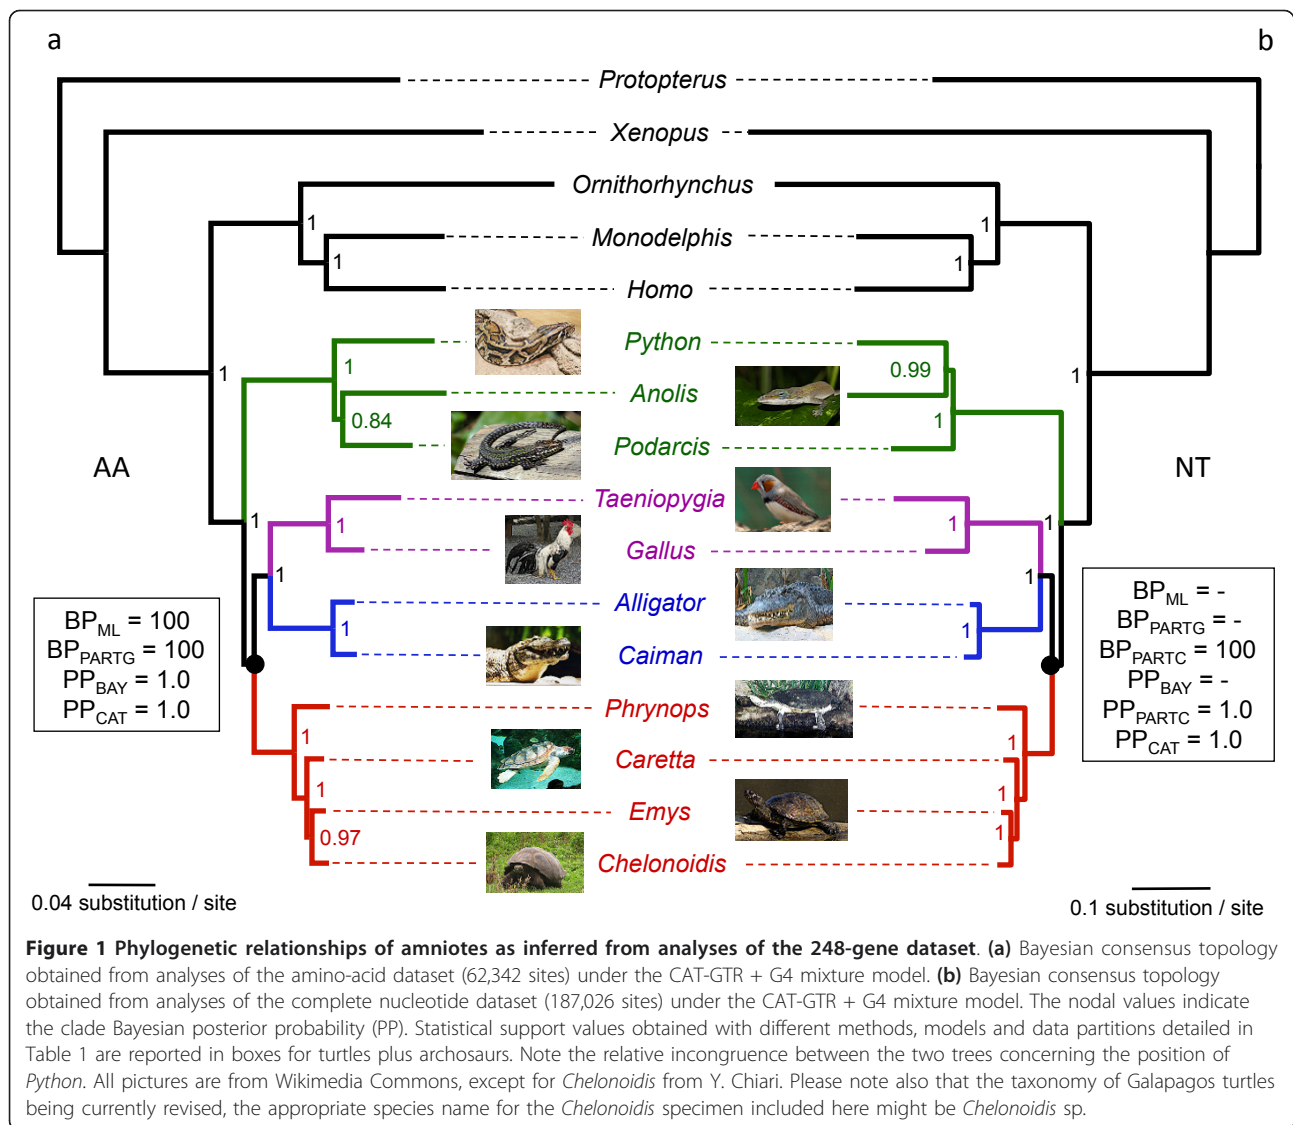 a
b
Protopterus
Xenopus
Ornithorhynchus
1
1
Monodelphis
1
1
Homo
Python
1
0.99
1
1
Anolis
0.84
1
Podarcis
AA
NT
Taeniopygia
1
1
1
1
Gallus
1
1
BP_ML = 100
BP_PARTG = 100
PP_BAY = 1.0
PP_CAT = 1.0
BP_ML = -
BP_PARTG = -
BP_PARTC = 100
PP_BAY = -
PP_PARTC = 1.0
PP_CAT = 1.0
Alligator
1
1
Caiman
Phrynops
1
1
Caretta
1
1
Emys
0.97
1
Chelonoidis
0.04 substitution / site
0.1 substitution / site
Figure 1 Phylogenetic relationships of amniotes as inferred from analyses of the 248-gene dataset. (a) Bayesian consensus topology
obtained from analyses of the amino-acid dataset (62,342 sites) under the CAT-GTR + G4 mixture model. (b) Bayesian consensus topology
obtained from analyses of the complete nucleotide dataset (187,026 sites) under the CAT-GTR + G4 mixture model. The nodal values indicate
the clade Bayesian posterior probability (PP). Statistical support values obtained with different methods, models and data partitions detailed in
Table 1 are reported in boxes for turtles plus archosaurs. Note the relative incongruence between the two trees concerning the position of
Python. All pictures are from Wikimedia Commons, except for Chelonoidis from Y. Chiari. Please note also that the taxonomy of Galapagos turtles
being currently revised, the appropriate species name for the Chelonoidis specimen included here might be Chelonoidis sp.